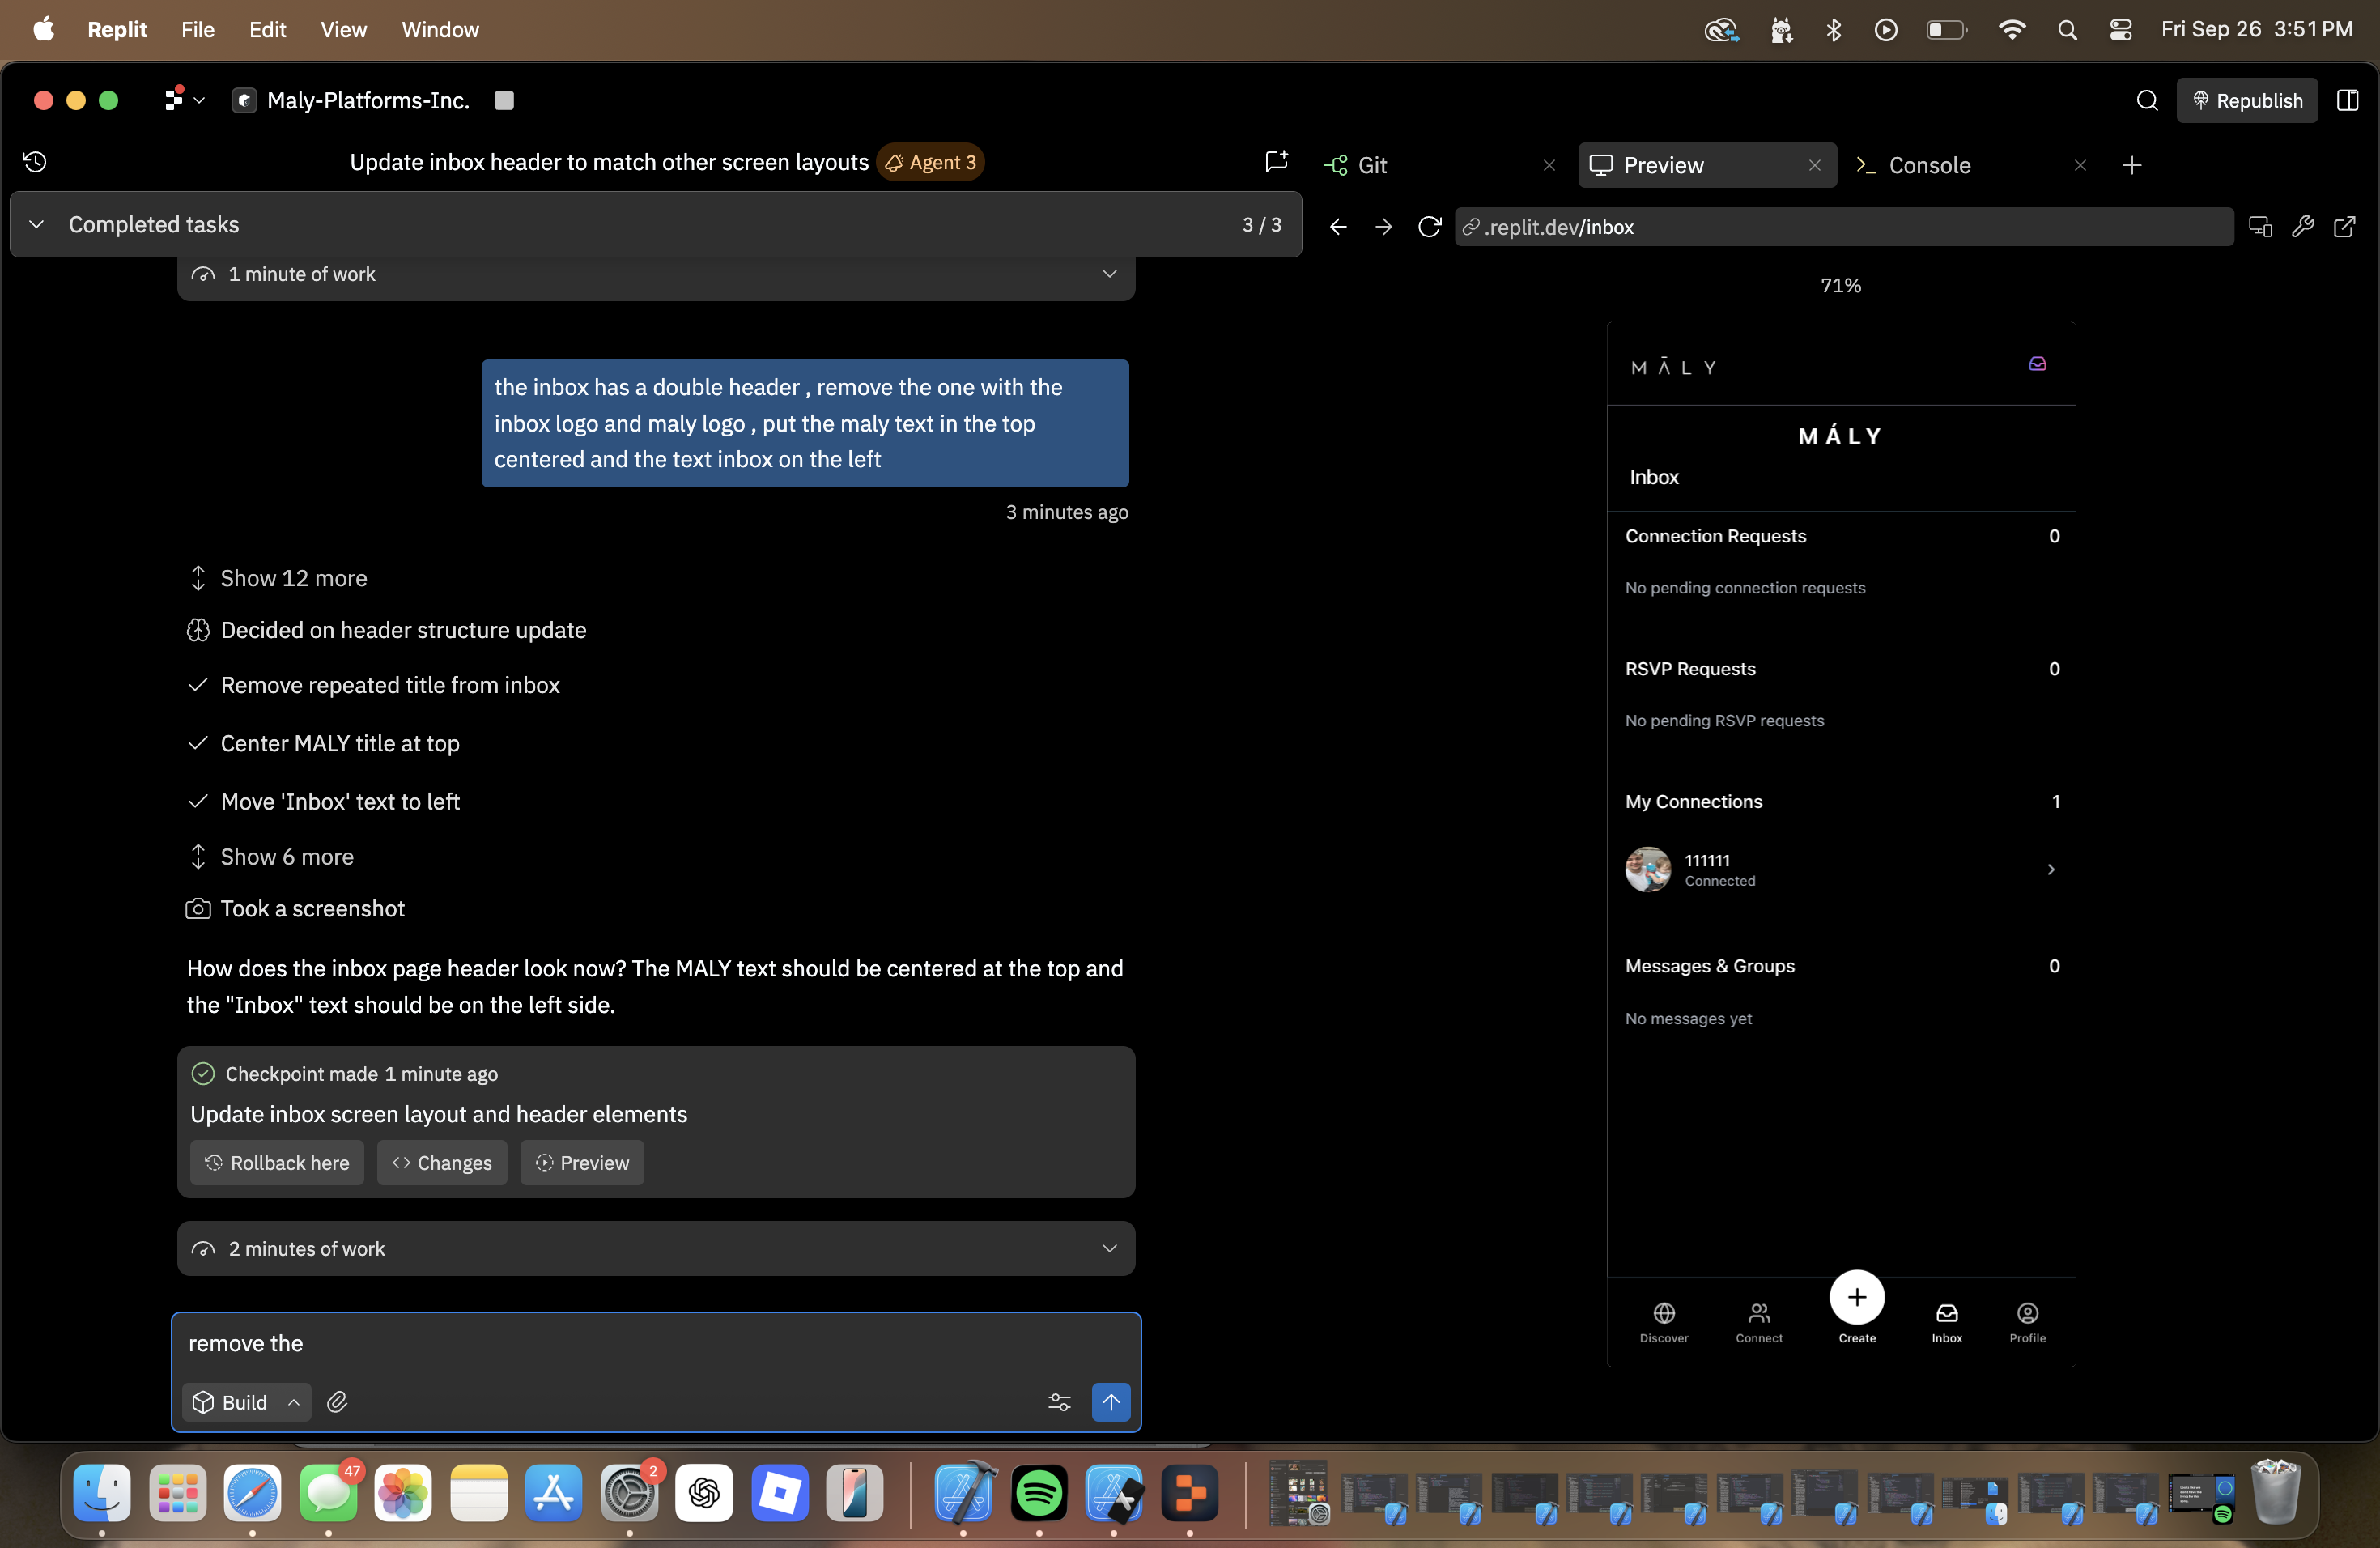 Replit File Edit View Window Fri Sep 26 3:51 PM
Maly-Platforms-Inc. Republish
Update inbox header to match other screen layouts Agent 3
Git Preview Console
Completed tasks 3 / 3
.replit.dev/inbox
1 minute of work
71%
the inbox has a double header , remove the one with the
inbox logo and maly logo , put the maly text in the top
centered and the text inbox on the left
3 minutes ago
Show 12 more
Decided on header structure update
Remove repeated title from inbox
Center MALY title at top
Move 'Inbox' text to left
Show 6 more
Took a screenshot
How does the inbox page header look now? The MALY text should be centered at the top and
the "Inbox" text should be on the left side.
Checkpoint made 1 minute ago
Update inbox screen layout and header elements
Rollback here Changes Preview
2 minutes of work
remove the
Build
MĀLY
MÁLY
Inbox
Connection Requests 0
No pending connection requests
RSVP Requests 0
No pending RSVP requests
My Connections 1
111111
Connected
Messages & Groups 0
No messages yet
Discover Connect Create Inbox Profile
47 2